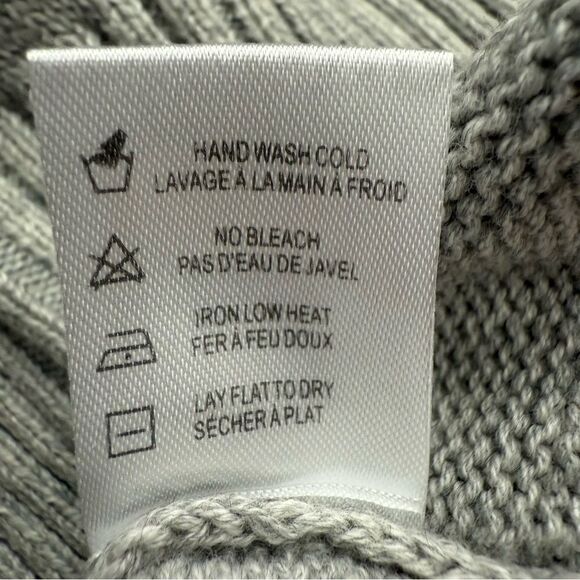 HAND WASH COLD
LAVAGE À LA MAIN À FROID
NO BLEACH
PAS D'EAU DE JAVEL
IRON LOW HEAT
FER À FEU DOUX
LAY FLAT TO DRY
SÉCHER À PLAT